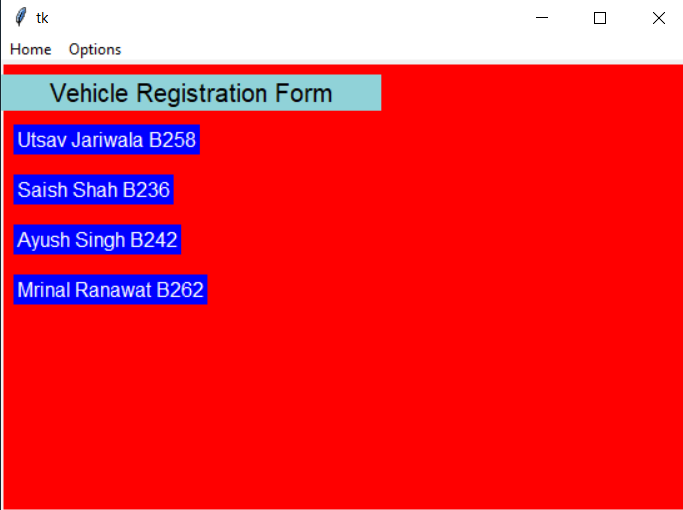 tk
Home Options
Vehicle Registration Form
Utsav Jariwala B258
Saish Shah B236
Ayush Singh B242
Mrinal Ranawat B262